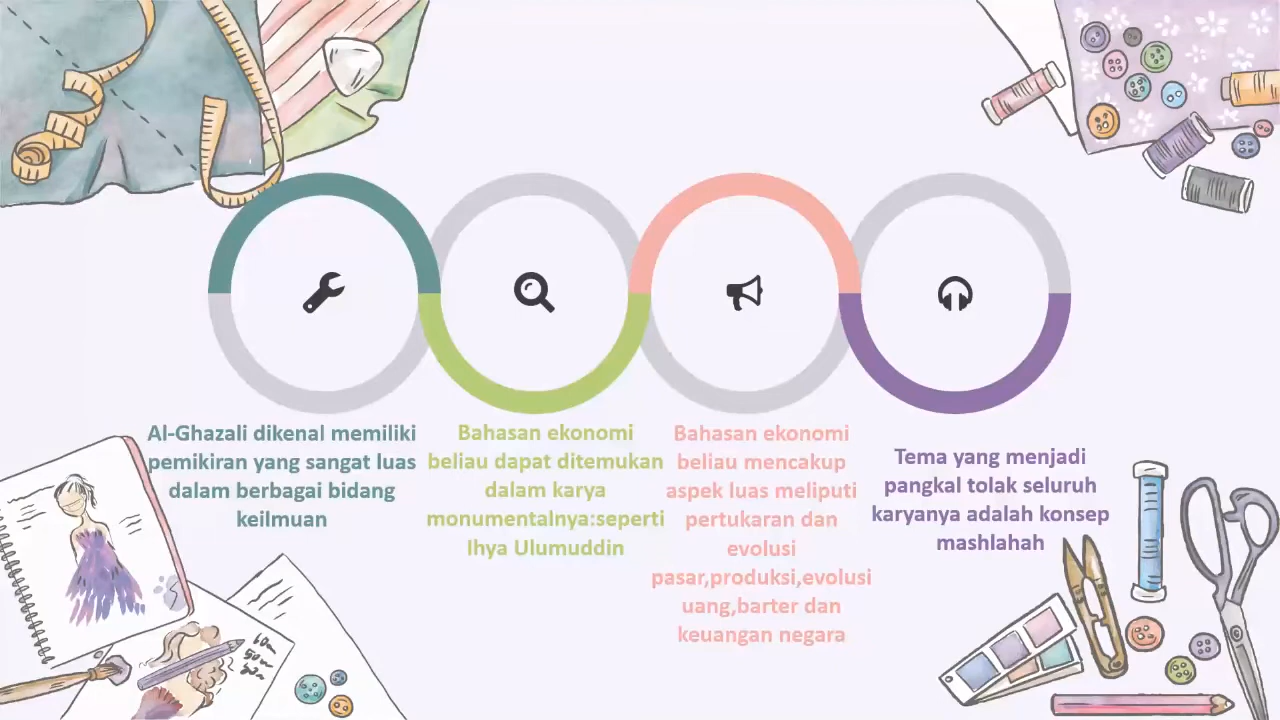 Al-Ghazali dikenal memiliki
pemikiran yang sangat luas
dalam berbagai bidang
keilmuan
Bahasan ekonomi
beliau dapat ditemukan
dalam karya
monumentalnya:seperti
Ihya Ulumuddin
Bahasan ekonomi
beliau mencakup
aspek luas meliputi
pertukaran dan
evolusi
pasar,produksi,evolusi
uang,barter dan
keuangan negara
Tema yang menjadi
pangkal tolak seluruh
karyanya adalah konsep
mashlahah